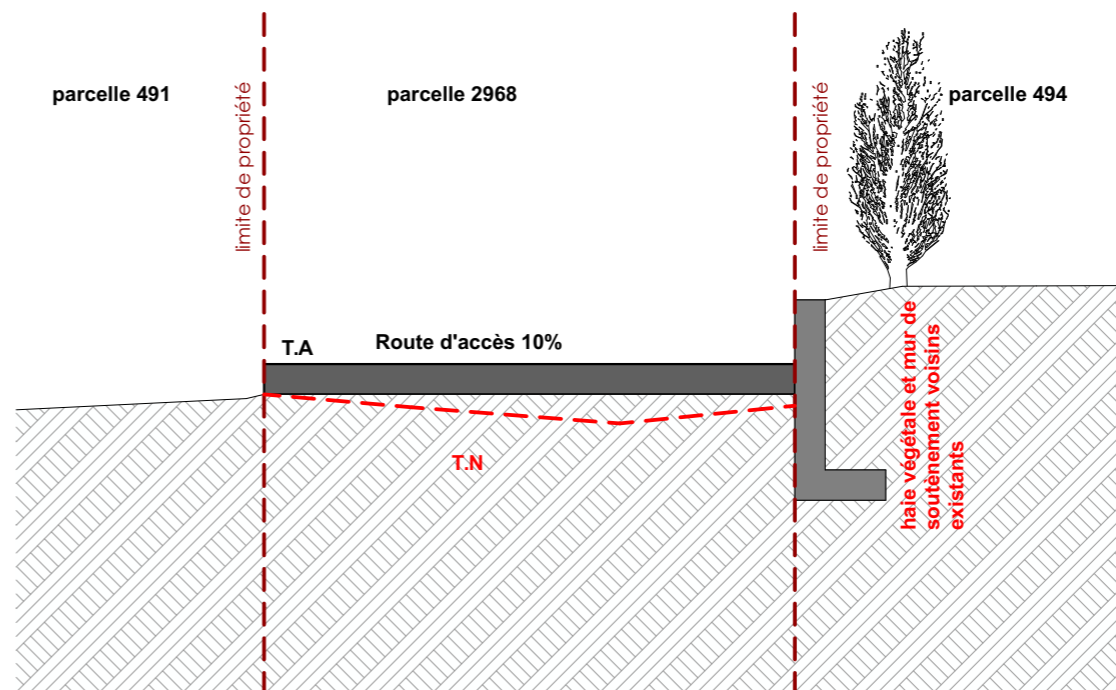 parcelle 491
limite de propriété
parcelle 2968
limite de propriété
parcelle 494
T.A
Route d'accès 10%
T.N
haie végétale et mur de
soutènement voisins
existants